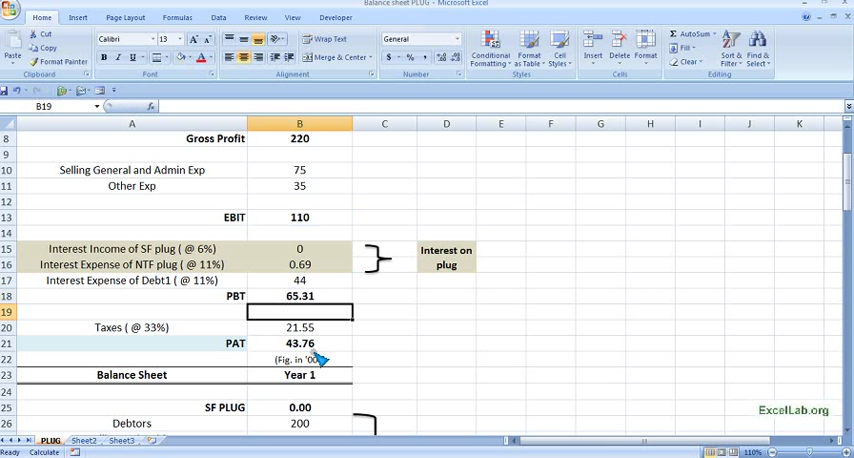 Balance sheet PLUG - Microsoft Excel
Home Insert Page Layout Formulas Data Review View Developer
Paste
Cut
Copy
Format Painter
Clipboard
Calibri 13
B I U
Font
Wrap Text
Merge & Center
Alignment
General
$ % ,
Number
Conditional Formatting
Format as Table
Cell Styles
Styles
Insert Delete Format
Cells
Σ AutoSum
Fill
Clear
Sort & Filter
Find & Select
Editing
B19 fx
A B C D E F G H I J K
8 Gross Profit 220
9
10 Selling General and Admin Exp 75
11 Other Exp 35
12
13 EBIT 110
14
15 Interest Income of SF plug ( @ 6%) 0 Interest on
16 Interest Expense of NTF plug ( @ 11%) 0.69 plug
17 Interest Expense of Debt1 ( @ 11%) 44
18 PBT 65.31
19
20 Taxes ( @ 33%) 21.55
21 PAT 43.76
22 (Fig. in '00
23 Balance Sheet Year 1
24
25 SF PLUG 0.00
26 Debtors 200
ExcelLab.org
PLUG Sheet2 Sheet3
Ready Calculate 110%